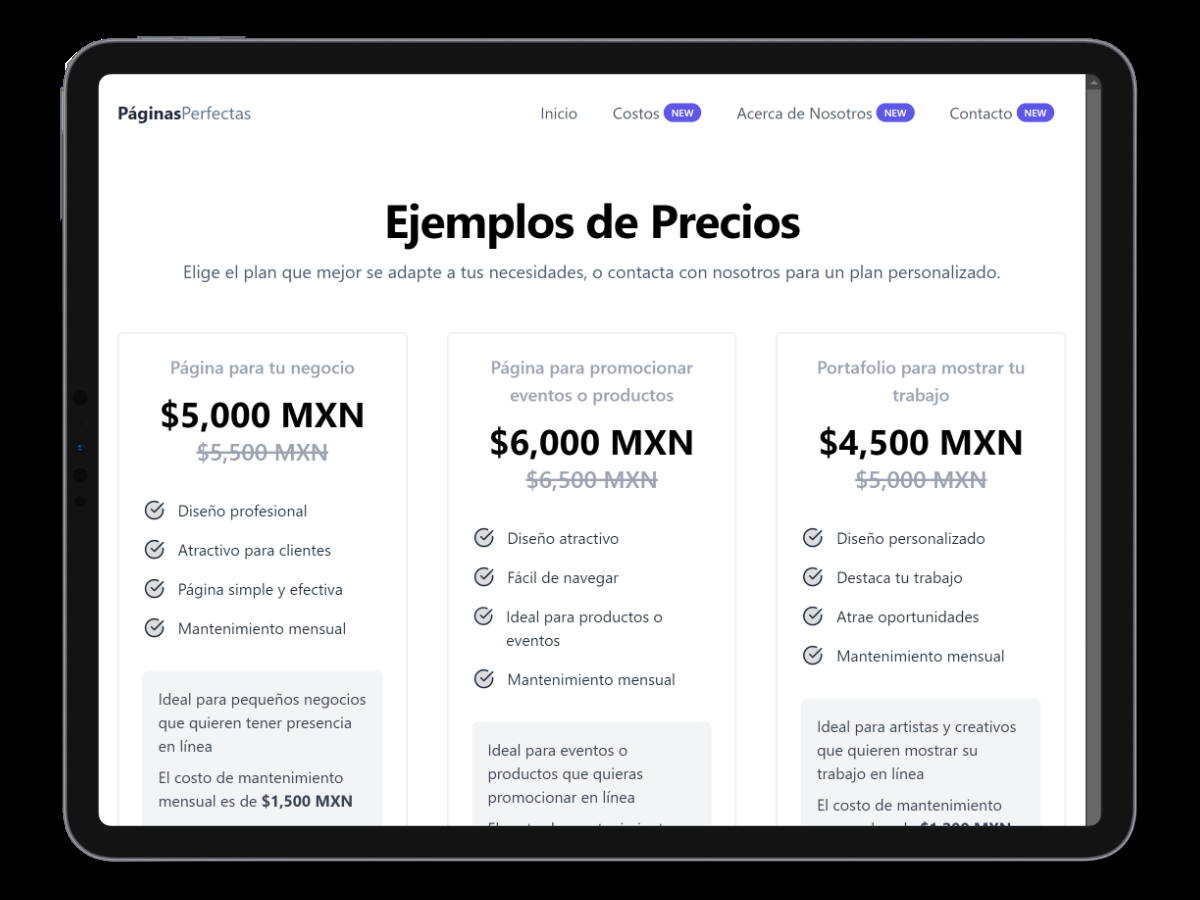 PáginasPerfectas
Inicio
Costos NEW
Acerca de Nosotros NEW
Contacto NEW
Ejemplos de Precios
Elige el plan que mejor se adapte a tus necesidades, o contacta con nosotros para un plan personalizado.
Página para tu negocio
$5,000 MXN
$5,500 MXN
Diseño profesional
Atractivo para clientes
Página simple y efectiva
Mantenimiento mensual
Ideal para pequeños negocios
que quieren tener presencia
en línea
El costo de mantenimiento
mensual es de $1,500 MXN
Página para promocionar
eventos o productos
$6,000 MXN
$6,500 MXN
Diseño atractivo
Fácil de navegar
Ideal para productos o
eventos
Mantenimiento mensual
Ideal para eventos o
productos que quieras
promocionar en línea
Portafolio para mostrar tu
trabajo
$4,500 MXN
$5,000 MXN
Diseño personalizado
Destaca tu trabajo
Atrae oportunidades
Mantenimiento mensual
Ideal para artistas y creativos
que quieren mostrar su
trabajo en línea
El costo de mantenimiento